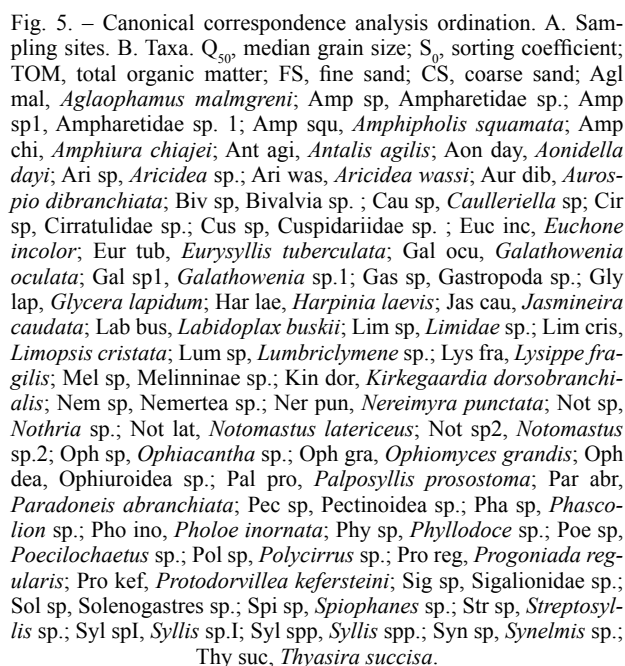 Fig. 5. – Canonical correspondence analysis ordination. A. Sam-
pling sites. B. Taxa. Q50, median grain size; S0, sorting coefficient;
TOM, total organic matter; FS, fine sand; CS, coarse sand; Agl
mal, Aglaophamus malmgreni; Amp sp, Ampharetidae sp.; Amp
sp1, Ampharetidae sp. 1; Amp squ, Amphipholis squamata; Amp
chi, Amphiura chiajei; Ant agi, Antalis agilis; Aon day, Aonidella
dayi; Ari sp, Aricidea sp.; Ari was, Aricidea wassi; Aur dib, Auros-
pio dibranchiata; Biv sp, Bivalvia sp. ; Cau sp, Caulleriella sp; Cir
sp, Cirratulidae sp.; Cus sp, Cuspidariidae sp. ; Euc inc, Euchone
incolor; Eur tub, Eurysyllis tuberculata; Gal ocu, Galathowenia
oculata; Gal sp1, Galathowenia sp.1; Gas sp, Gastropoda sp.; Gly
lap, Glycera lapidum; Har lae, Harpinia laevis; Jas cau, Jasmineira
caudata; Lab bus, Labidoplax buskii; Lim sp, Limidae sp.; Lim cris,
Limopsis cristata; Lum sp, Lumbriclymene sp.; Lys fra, Lysippe fra-
gilis; Mel sp, Melinninae sp.; Kin dor, Kirkegaardia dorsobranchi-
alis; Nem sp, Nemertea sp.; Ner pun, Nereimyra punctata; Not sp,
Nothria sp.; Not lat, Notomastus latericeus; Not sp2, Notomastus
sp.2; Oph sp, Ophiacantha sp.; Oph gra, Ophiomyces grandis; Oph
dea, Ophiuroidea sp.; Pal pro, Palposyllis prosostoma; Par abr,
Paradoneis abranchiata; Pec sp, Pectinoidea sp.; Pha sp, Phasco-
lion sp.; Pho ino, Pholoe inornata; Phy sp, Phyllodoce sp.; Poe sp,
Poecilochaetus sp.; Pol sp, Polycirrus sp.; Pro reg, Progoniada reg-
ularis; Pro kef, Protodorvillea kefersteini; Sig sp, Sigalionidae sp.;
Sol sp, Solenogastres sp.; Spi sp, Spiophanes sp.; Str sp, Streptosyl-
lis sp.; Syl spI, Syllis sp.I; Syl spp, Syllis spp.; Syn sp, Synelmis sp.;
Thy suc, Thyasira succisa.